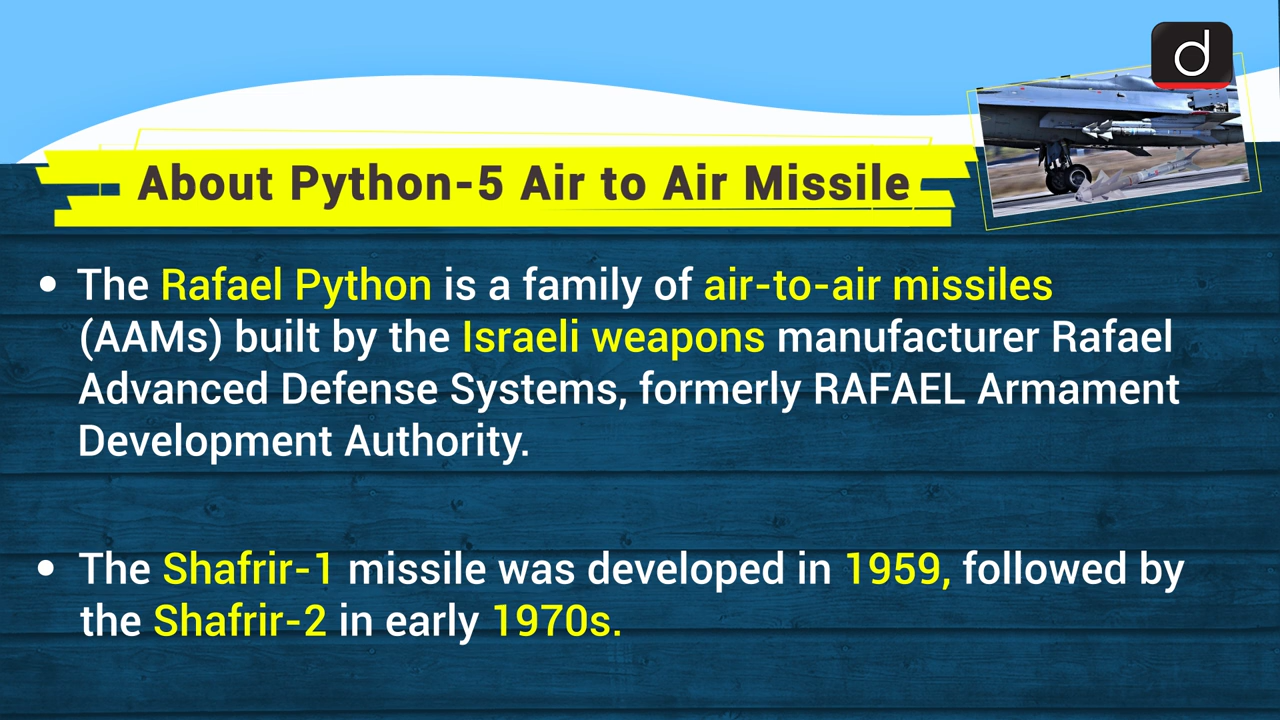 d
About Python-5 Air to Air Missile
• The Rafael Python is a family of air-to-air missiles
(AAMs) built by the Israeli weapons manufacturer Rafael
Advanced Defense Systems, formerly RAFAEL Armament
Development Authority.
• The Shafrir-1 missile was developed in 1959, followed by
the Shafrir-2 in early 1970s.